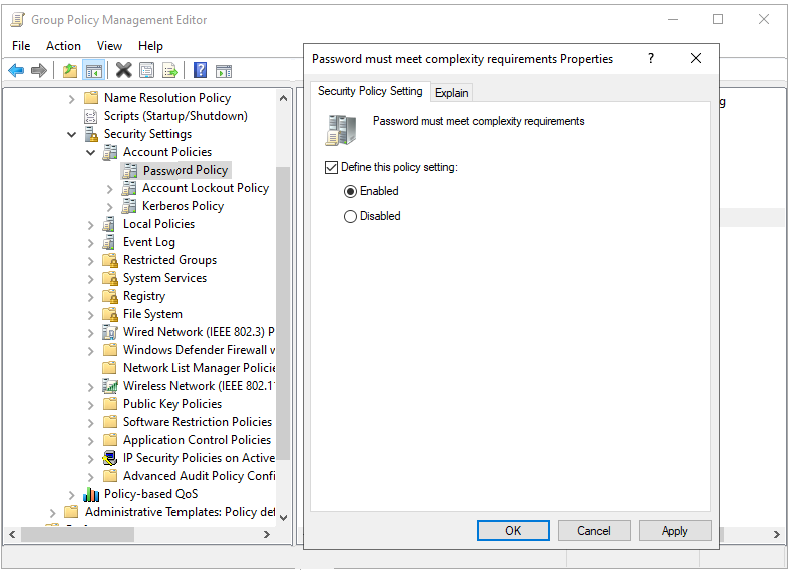 Group Policy Management Editor
File Action View Help
Name Resolution Policy
Scripts (Startup/Shutdown)
Security Settings
Account Policies
Password Policy
Account Lockout Policy
Kerberos Policy
Local Policies
Event Log
Restricted Groups
System Services
Registry
File System
Wired Network (IEEE 802.3) P
Windows Defender Firewall w
Network List Manager Policie
Wireless Network (IEEE 802.1
Public Key Policies
Software Restriction Policies
Application Control Policies
IP Security Policies on Active
Advanced Audit Policy Confi
Policy-based QoS
Administrative Templates: Policy def
Password must meet complexity requirements Properties
?
Security Policy Setting Explain
Password must meet complexity requirements
Define this policy setting:
Enabled
Disabled
OK Cancel Apply
g